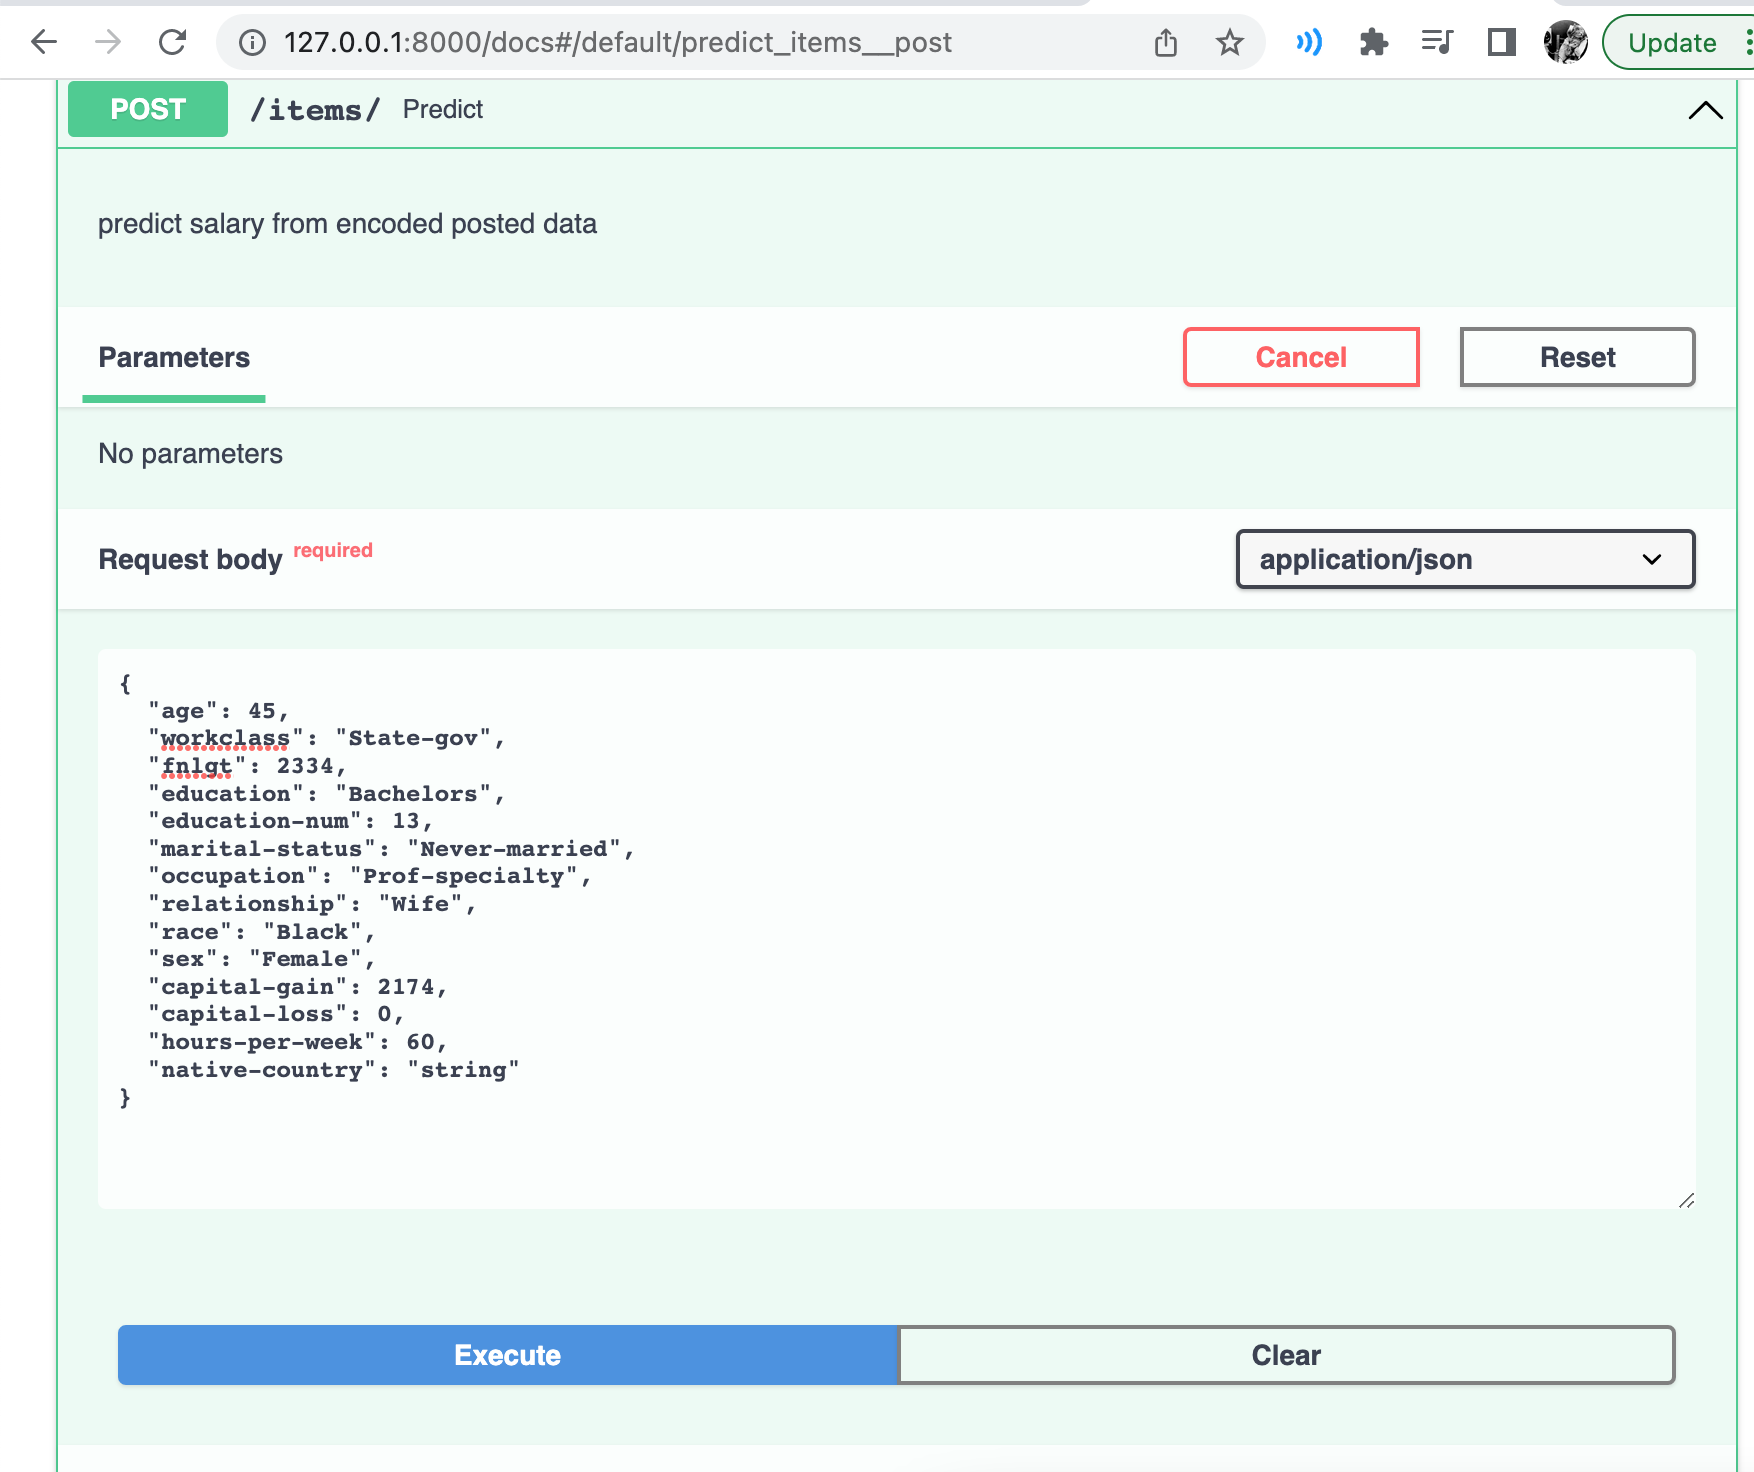 127.0.0.1:8000/docs#/default/predict_items__post
Update
POST /items/ Predict
predict salary from encoded posted data
Parameters
Cancel
Reset
No parameters
Request body required
application/json
{
"age": 45,
"workclass": "State-gov",
"fnlgt": 2334,
"education": "Bachelors",
"education-num": 13,
"marital-status": "Never-married",
"occupation": "Prof-specialty",
"relationship": "Wife",
"race": "Black",
"sex": "Female",
"capital-gain": 2174,
"capital-loss": 0,
"hours-per-week": 60,
"native-country": "string"
}
Execute
Clear